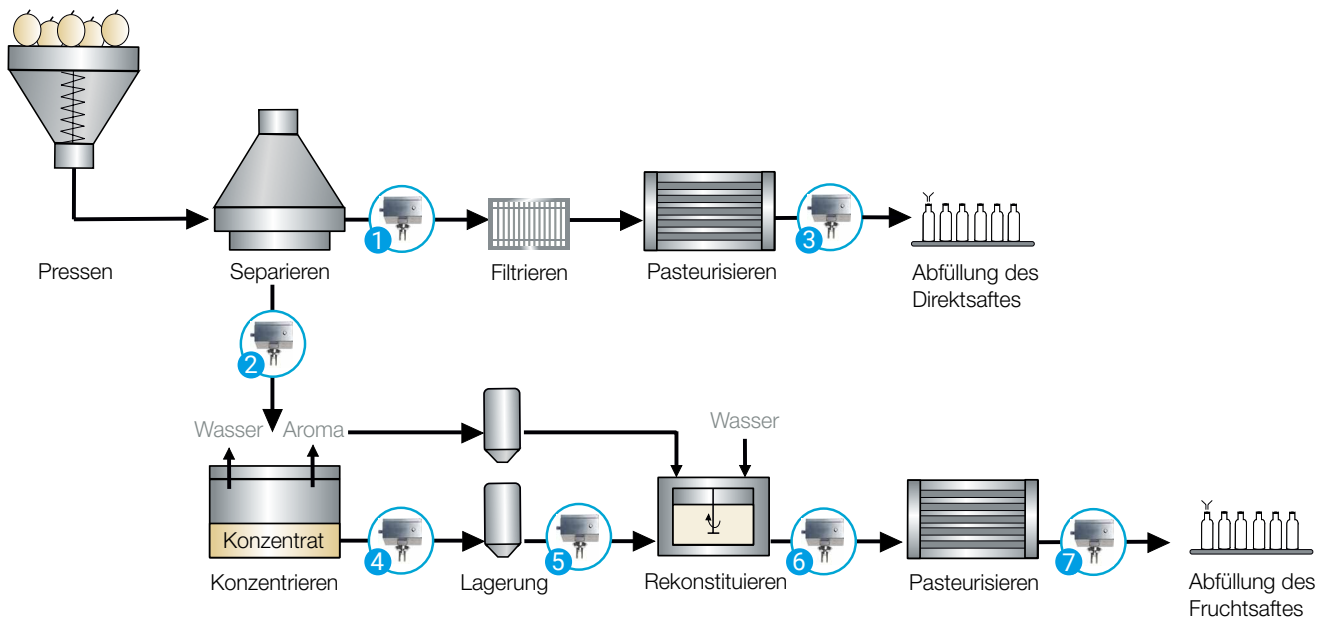 1
3
Pressen
Separieren
Filtrieren
Pasteurisieren
Abfüllung des
Direktsaftes
2
Wasser
Aroma
Wasser
Konzentrat
4
5
6
7
Konzentrieren
Lagerung
Rekonstituieren
Pasteurisieren
Abfüllung des
Fruchtsaftes